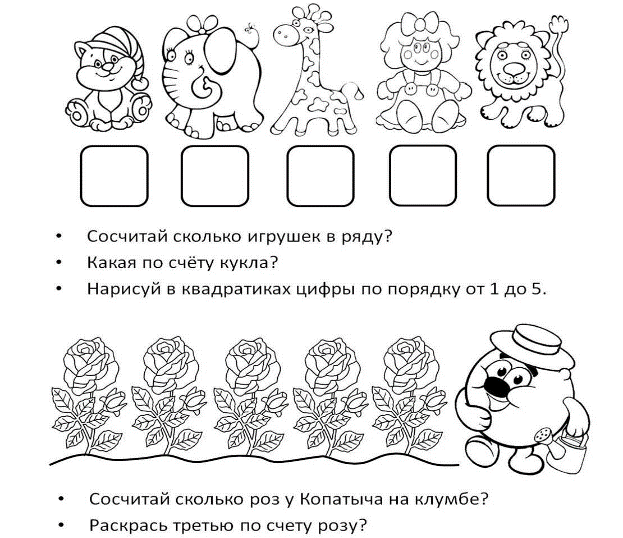 • Сосчитай сколько игрушек в ряду?
• Какая по счёту кукла?
• Нарисуй в квадратиках цифры по порядку от 1 до 5.
• Сосчитай сколько роз у Копатыча на клумбе?
• Раскрась третью по счету розу?